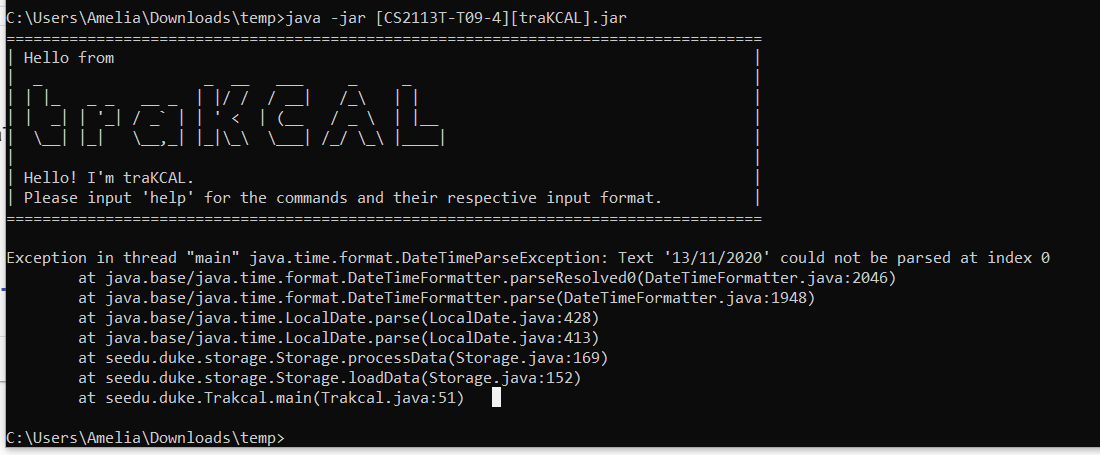 C:\Users\Amelia\Downloads\temp>java -jar [CS2113T-T09-4][traKCAL].jar
====================================================================================
| Hello from                                                                       |
|  _                  _  __   ___     _     _                                      |
| | |_   _ _   __ _  | |/ /  / __|   /_\   | |                                     |
| |  _| | '_| / _` | | ' <  | (__   / _ \  | |__                                   |
|  \__| |_|   \__,_| |_|\_\  \___| /_/ \_\ |____|                                  |
|                                                                                  |
| Hello! I'm traKCAL.                                                              |
| Please input 'help' for the commands and their respective input format.          |
====================================================================================
Exception in thread "main" java.time.format.DateTimeParseException: Text '13/11/2020' could not be parsed at index 0
        at java.base/java.time.format.DateTimeFormatter.parseResolved0(DateTimeFormatter.java:2046)
        at java.base/java.time.format.DateTimeFormatter.parse(DateTimeFormatter.java:1948)
        at java.base/java.time.LocalDate.parse(LocalDate.java:428)
        at java.base/java.time.LocalDate.parse(LocalDate.java:413)
        at seedu.duke.storage.Storage.processData(Storage.java:169)
        at seedu.duke.storage.Storage.loadData(Storage.java:152)
        at seedu.duke.Trakcal.main(Trakcal.java:51)
C:\Users\Amelia\Downloads\temp>